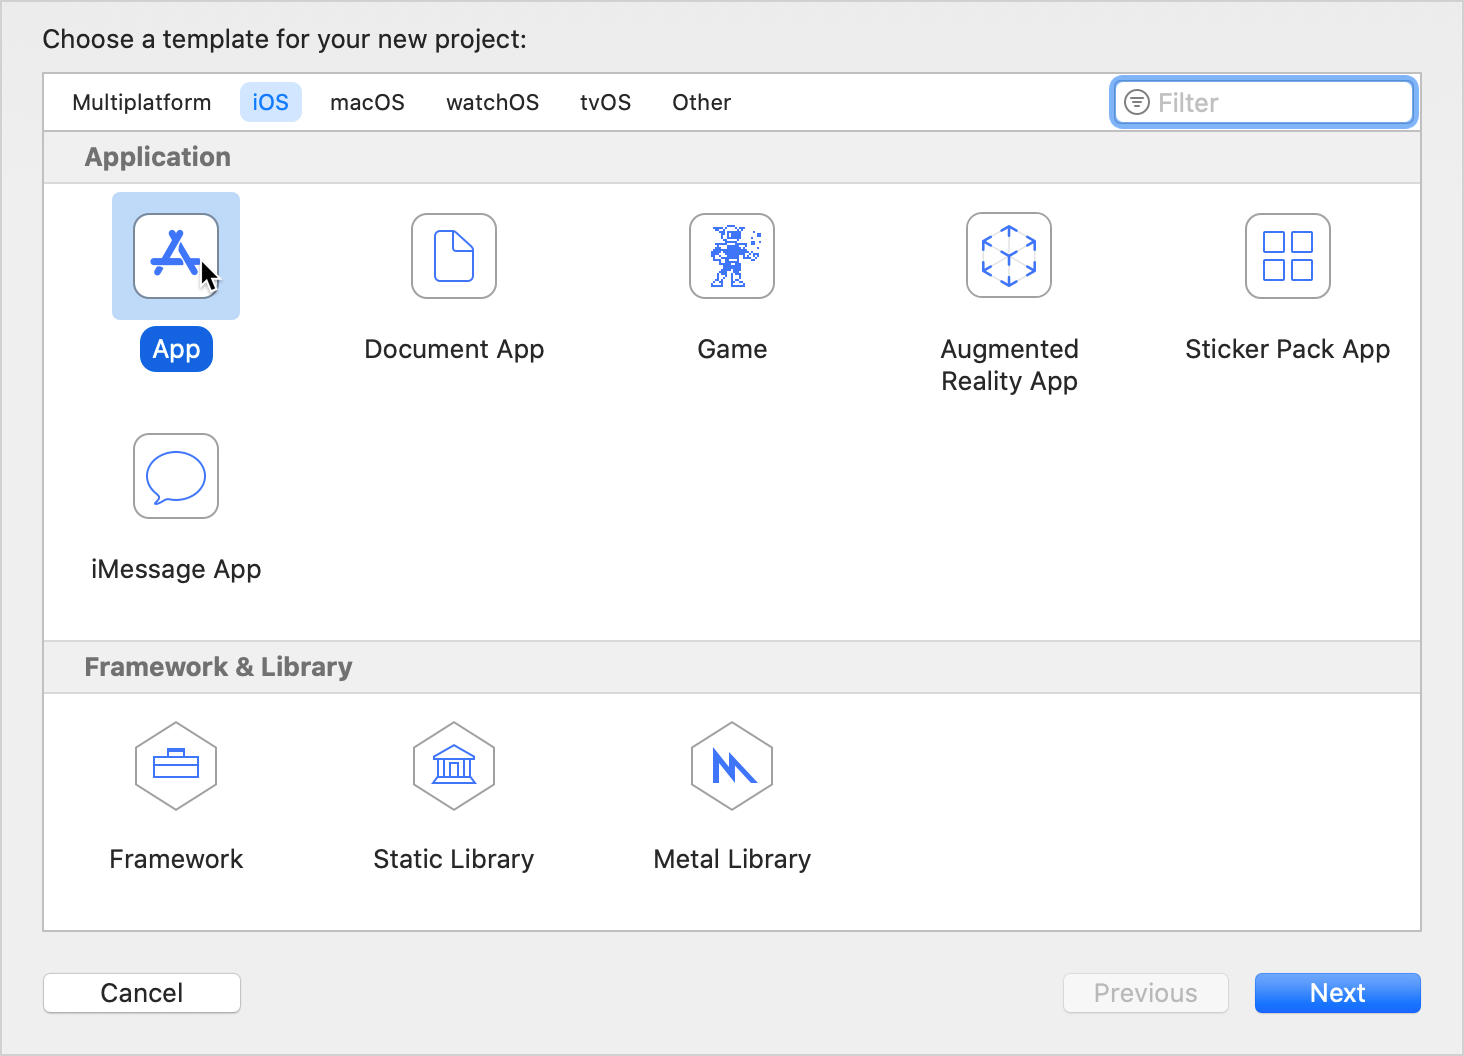 Choose a template for your new project:
Multiplatform iOS macOS watchOS tvOS Other Filter
Application
App Document App Game Augmented Reality App Sticker Pack App
iMessage App
Framework & Library
Framework Static Library Metal Library
Cancel Previous Next